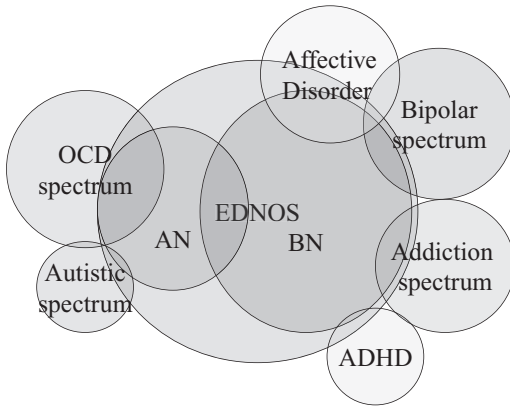 Affective
Disorder
Bipolar
spectrum
OCD
spectrum
EDNOS
AN
BN
Addiction
spectrum
Autistic
spectrum
ADHD